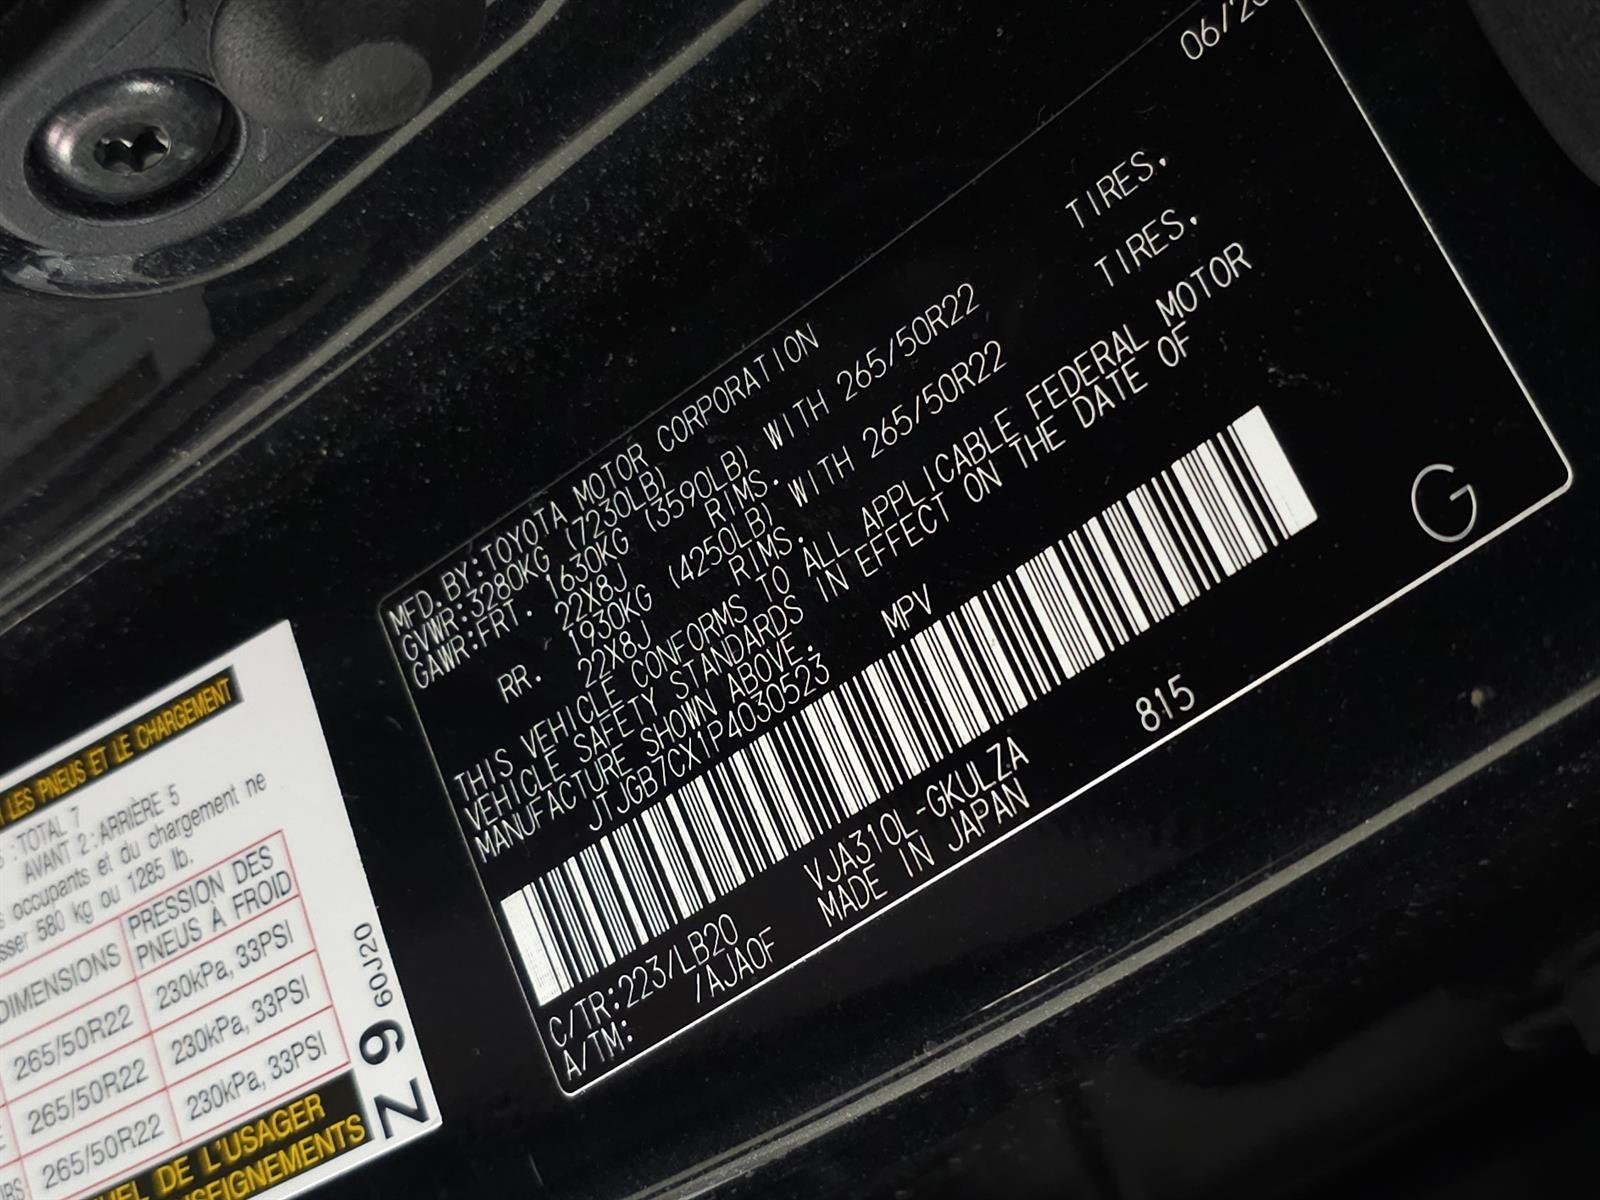 06/23
MFD.BY:TOYOTA MOTOR CORPORATION
GVWR:3280KG (7230LB)
GAWR:FRT. 1630KG (3590LB) WITH 265/50R22 TIRES.
22X8J RIMS.
RR. 1930KG (4250LB) WITH 265/50R22 TIRES.
22X8J RIMS.
THIS VEHICLE CONFORMS TO ALL APPLICABLE FEDERAL MOTOR
VEHICLE SAFETY STANDARDS IN EFFECT ON THE DATE OF
MANUFACTURE SHOWN ABOVE.
JTJGB7CX1P4030523 MPV
C/TR:223/LB20 VJA310L-GKULZA 815
A/TM: /AJA0F MADE IN JAPAN
G
LES PNEUS ET LE CHARGEMENT
: TOTAL 7
AVANT 2 : ARRIÈRE 5
occupants et du chargement ne
sser 580 kg ou 1285 lb.
DIMENSIONS PRESSION DES
PNEUS À FROID
265/50R22 230kPa, 33PSI
265/50R22 230kPa, 33PSI
265/50R22 230kPa, 33PSI
DE L'USAGER
SEIGNEMENTS
Z9 60J20